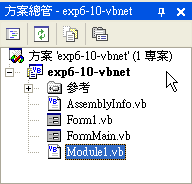 方案總管 - exp6-10-vbnet
方案 'exp6-10-vbnet' (1 專案)
exp6-10-vbnet
參考
AssemblyInfo.vb
Form1.vb
FormMain.vb
Module1.vb